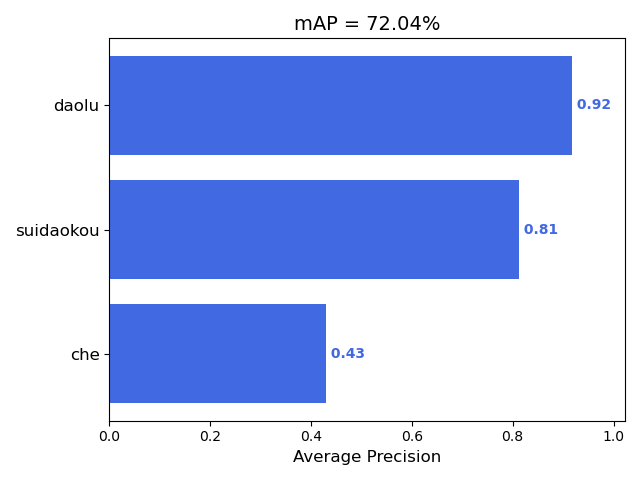 mAP = 72.04%
daolu
0.92
suidaokou
0.81
che
0.43
0.0 0.2 0.4 0.6 0.8 1.0
Average Precision